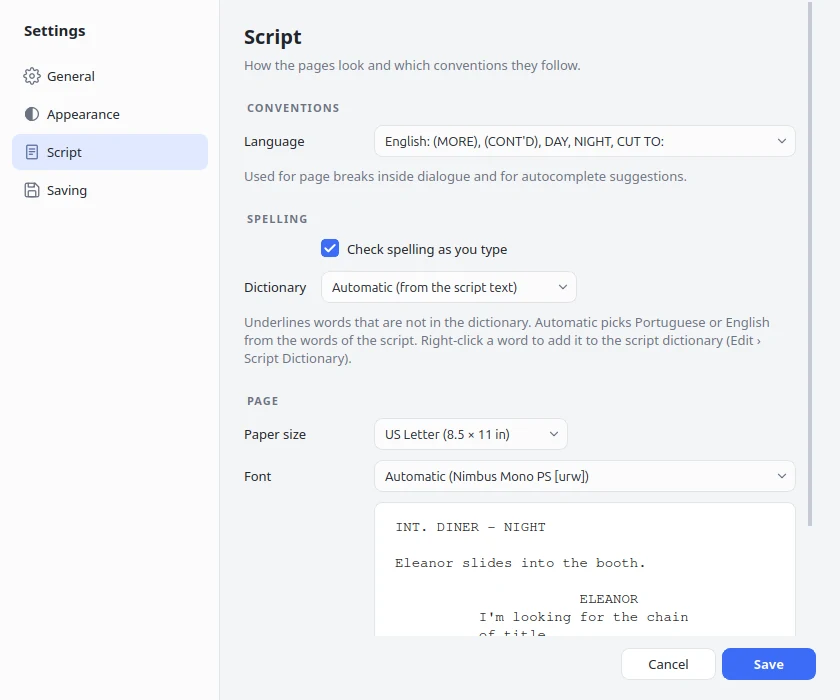 Settings
General
Appearance
Script
Saving
Script
How the pages look and which conventions they follow.
CONVENTIONS
Language
English: (MORE), (CONT'D), DAY, NIGHT, CUT TO:
Used for page breaks inside dialogue and for autocomplete suggestions.
SPELLING
Check spelling as you type
Dictionary
Automatic (from the script text)
Underlines words that are not in the dictionary. Automatic picks Portuguese or English
from the words of the script. Right-click a word to add it to the script dictionary (Edit ›
Script Dictionary).
PAGE
Paper size
US Letter (8.5 × 11 in)
Font
Automatic (Nimbus Mono PS [urw])
INT. DINER – NIGHT
Eleanor slides into the booth.
ELEANOR
I'm looking for the chain
of title
Cancel
Save